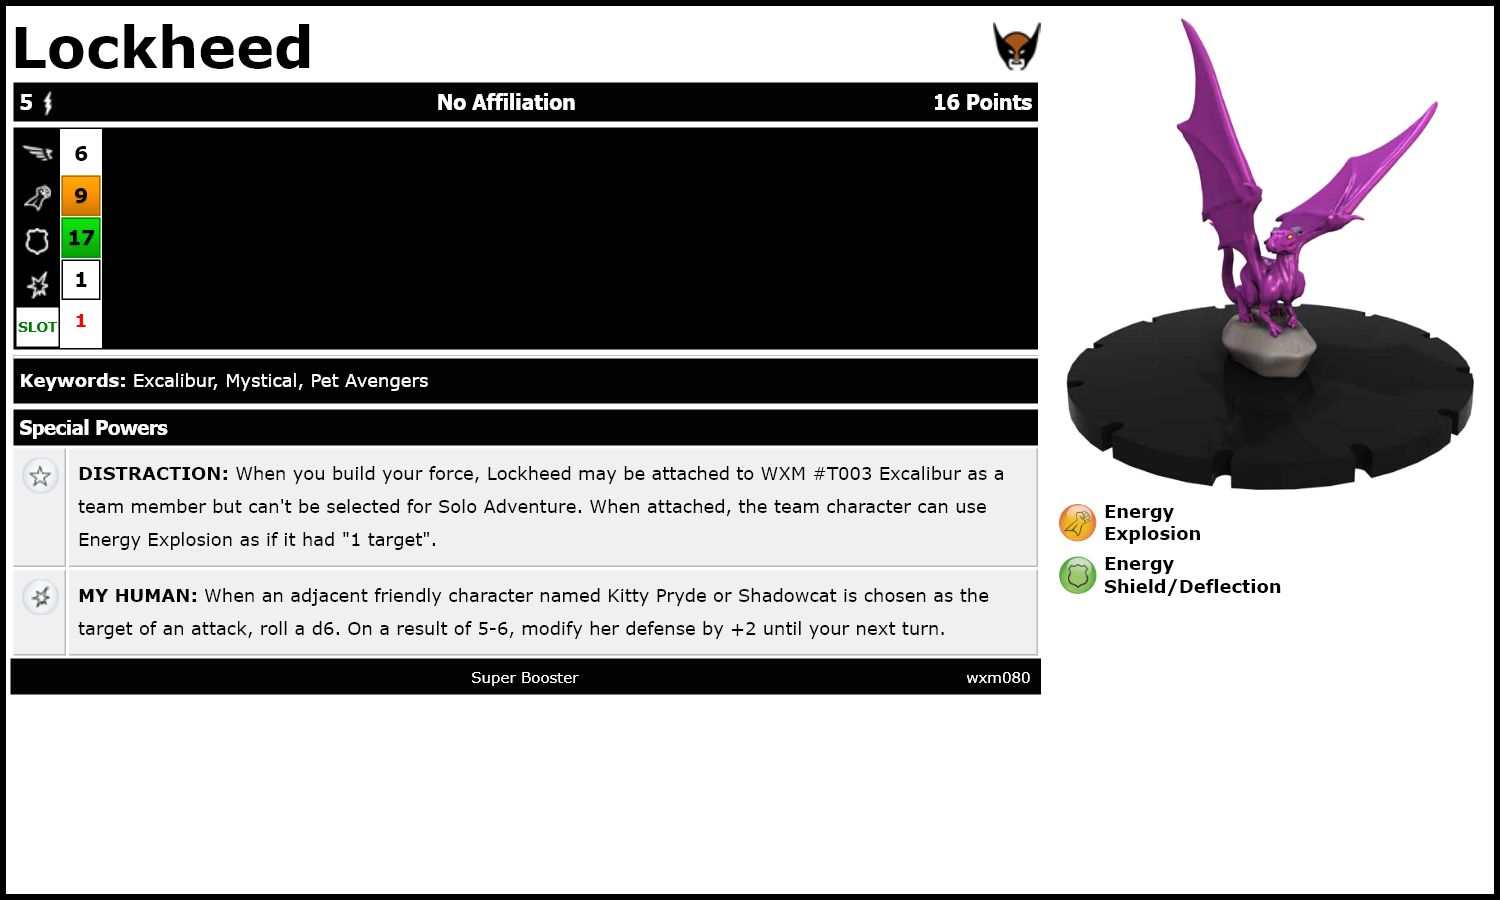 Lockheed
5 No Affiliation 16 Points
6
9
17
1
SLOT 1
Keywords: Excalibur, Mystical, Pet Avengers
Special Powers
DISTRACTION: When you build your force, Lockheed may be attached to WXM #T003 Excalibur as a
team member but can't be selected for Solo Adventure. When attached, the team character can use
Energy Explosion as if it had "1 target".
MY HUMAN: When an adjacent friendly character named Kitty Pryde or Shadowcat is chosen as the
target of an attack, roll a d6. On a result of 5-6, modify her defense by +2 until your next turn.
Super Booster wxm080
Energy
Explosion
Energy
Shield/Deflection